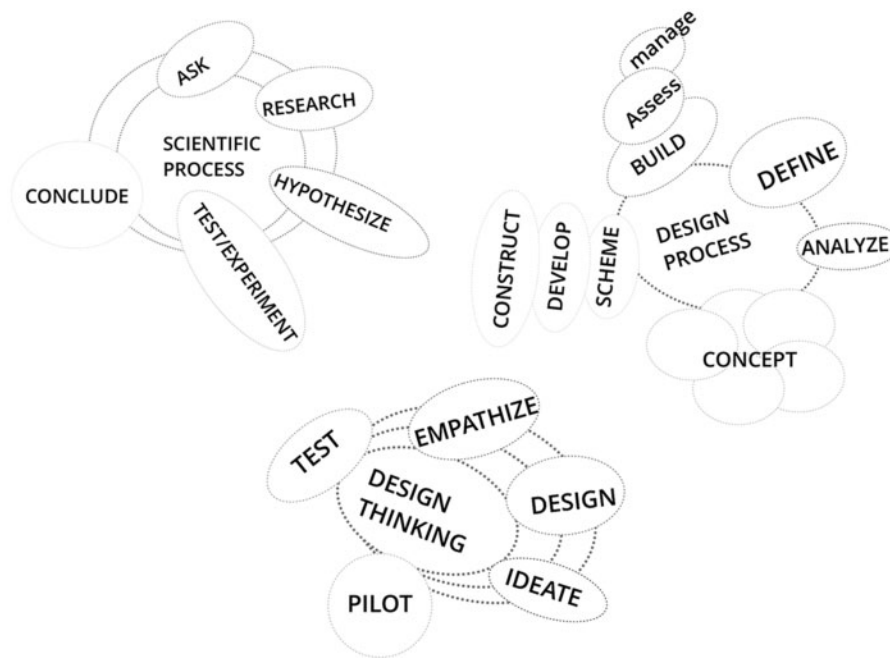 ASK
RESEARCH
SCIENTIFIC
PROCESS
HYPOTHESIZE
TEST/EXPERIMENT
CONCLUDE
manage
Assess
BUILD
DEFINE
DESIGN
PROCESS
ANALYZE
CONCEPT
SCHEME
DEVELOP
CONSTRUCT
EMPATHIZE
TEST
DESIGN
THINKING
DESIGN
IDEATE
PILOT